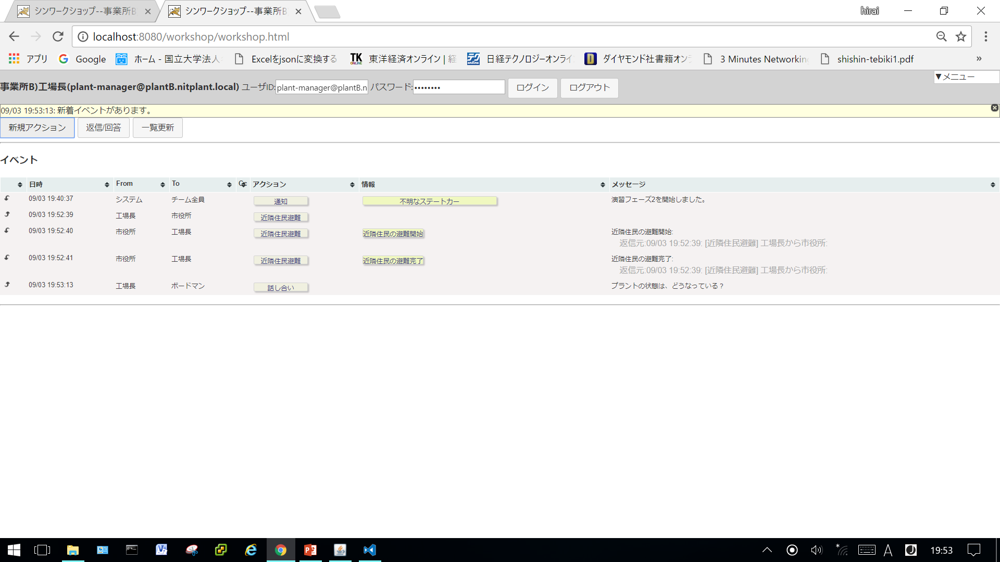 シンワークショップ--事業所B
シンワークショップ--事業所B
hirai
localhost:8080/workshop/workshop.html
アプリ Google ホーム - 国立大学法人 Excelをjsonに変換する TK ONLINE 東洋経済オンライン | 経 テク online 日経テクノロジーオンライ D ダイヤモンド社書籍オン 3 Minutes Networking shishin-tebiki1.pdf »
▼メニュー
事業所B)工場長(plant-manager@plantB.nitplant.local) ユーザID: plant-manager@plantB.n パスワード: •••••••• ログイン ログアウト
09/03 19:53:13: 新着イベントがあります。
新規アクション 返信/回答 一覧更新
イベント
日時 From To Cc アクション 情報 メッセージ
09/03 19:40:37 システム チーム全員 通知 不明なステートカー 演習フェーズ2を開始しました。
09/03 19:52:39 工場長 市役所 近隣住民避難
09/03 19:52:40 市役所 工場長 近隣住民避難 近隣住民の避難開始 近隣住民の避難開始:
返信元:09/03 19:52:39: [近隣住民避難] 工場長から市役所:
09/03 19:52:41 市役所 工場長 近隣住民避難 近隣住民の避難完了 近隣住民の避難完了:
返信元:09/03 19:52:39: [近隣住民避難] 工場長から市役所:
09/03 19:53:13 工場長 ボードマン 話し合い プラントの状態は、どうなっている？
A J 19:53